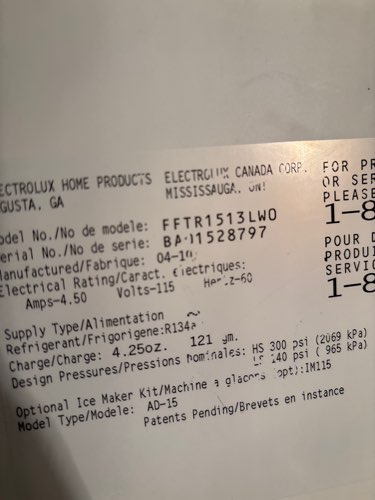 ECTROLUX HOME PRODUCTS ELECTROLUX CANADA CORP.
GUSTA, GA MISSISSAUGA, ON
odel No./No de modele: FFTR1513LW0
erial No./No de serie: 1528797
Manufactured/Fabrique: 04-10
Electrical Rating/Caract. Electriques:
Amps-4.50 Volts-115 Hertz-60
Supply Type/Alimentation ~
Refrigerant/Frigorigene:R134a
Charge/Charge: 4.25oz. 121 gm.
Design Pressures/Pressions nominales: HS 300 psi (2069 kPa)
140 psi ( 965 kPa)
Optional Ice Maker Kit/Machine a glacons opt):IM115
Model Type/Modele: AD-15
Patents Pending/Brevets en instance
FOR PR
OR SER
PLEASE
1-8
POUR D
PRODUI
SERVIC
1-8